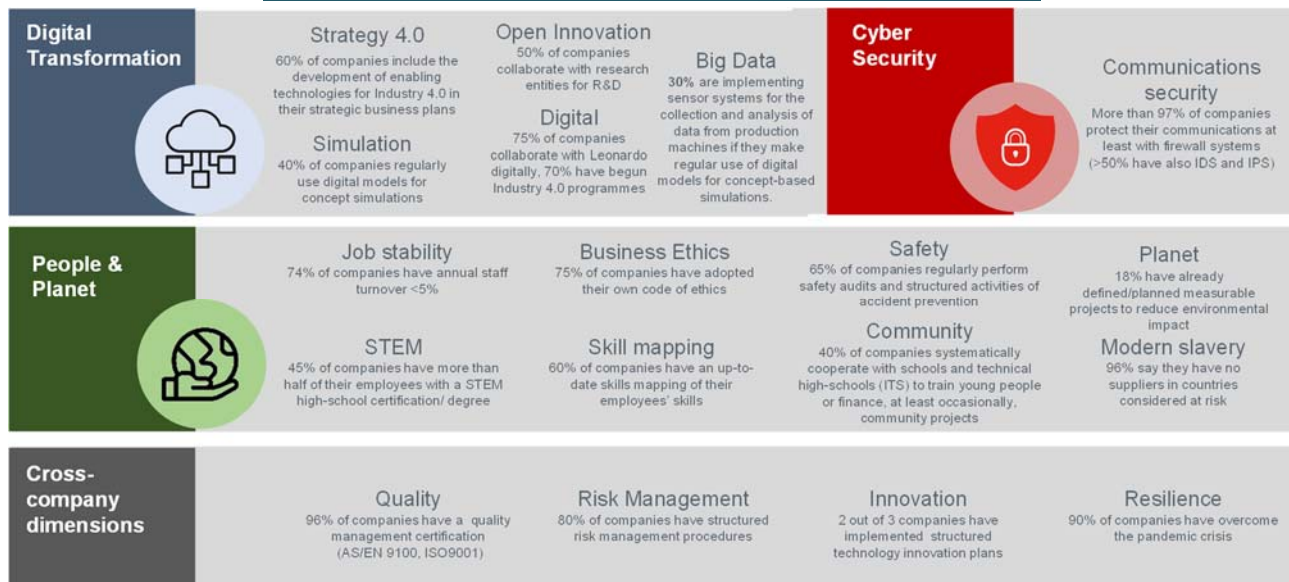 Digital
Transformation
Strategy 4.0
60% of companies include the
development of enabling
technologies for Industry 4.0 in
their strategic business plans
Simulation
40% of companies regularly
use digital models for
concept simulations
Open Innovation
50% of companies
collaborate with research
entities for R&D
Digital
75% of companies
collaborate with Leonardo
digitally, 70% have begun
Industry 4.0 programmes
Big Data
30% are implementing
sensor systems for the
collection and analysis of
data from production
machines if they make
regular use of digital
models for concept-based
simulations.
Cyber
Security
Communications
security
More than 97% of companies
protect their communications at
least with firewall systems
(>50% have also IDS and IPS)
People &
Planet
Job stability
74% of companies have annual staff
turnover <5%
Business Ethics
75% of companies have adopted
their own code of ethics
Safety
65% of companies regularly perform
safety audits and structured activities of
accident prevention
Planet
18% have already
defined/planned measurable
projects to reduce environmental
impact
STEM
45% of companies have more than
half of their employees with a STEM
high-school certification/ degree
Skill mapping
60% of companies have an up-to-
date skills mapping of their
employees' skills
Community
40% of companies systematically
cooperate with schools and technical
high-schools (ITS) to train young people
or finance, at least occasionally,
community projects
Modern slavery
96% say they have no
suppliers in countries
considered at risk
Cross-
company
dimensions
Quality
96% of companies have a quality
management certification
(AS/EN 9100, ISO9001)
Risk Management
80% of companies have structured
risk management procedures
Innovation
2 out of 3 companies have
implemented structured
technology innovation plans
Resilience
90% of companies have overcome
the pandemic crisis